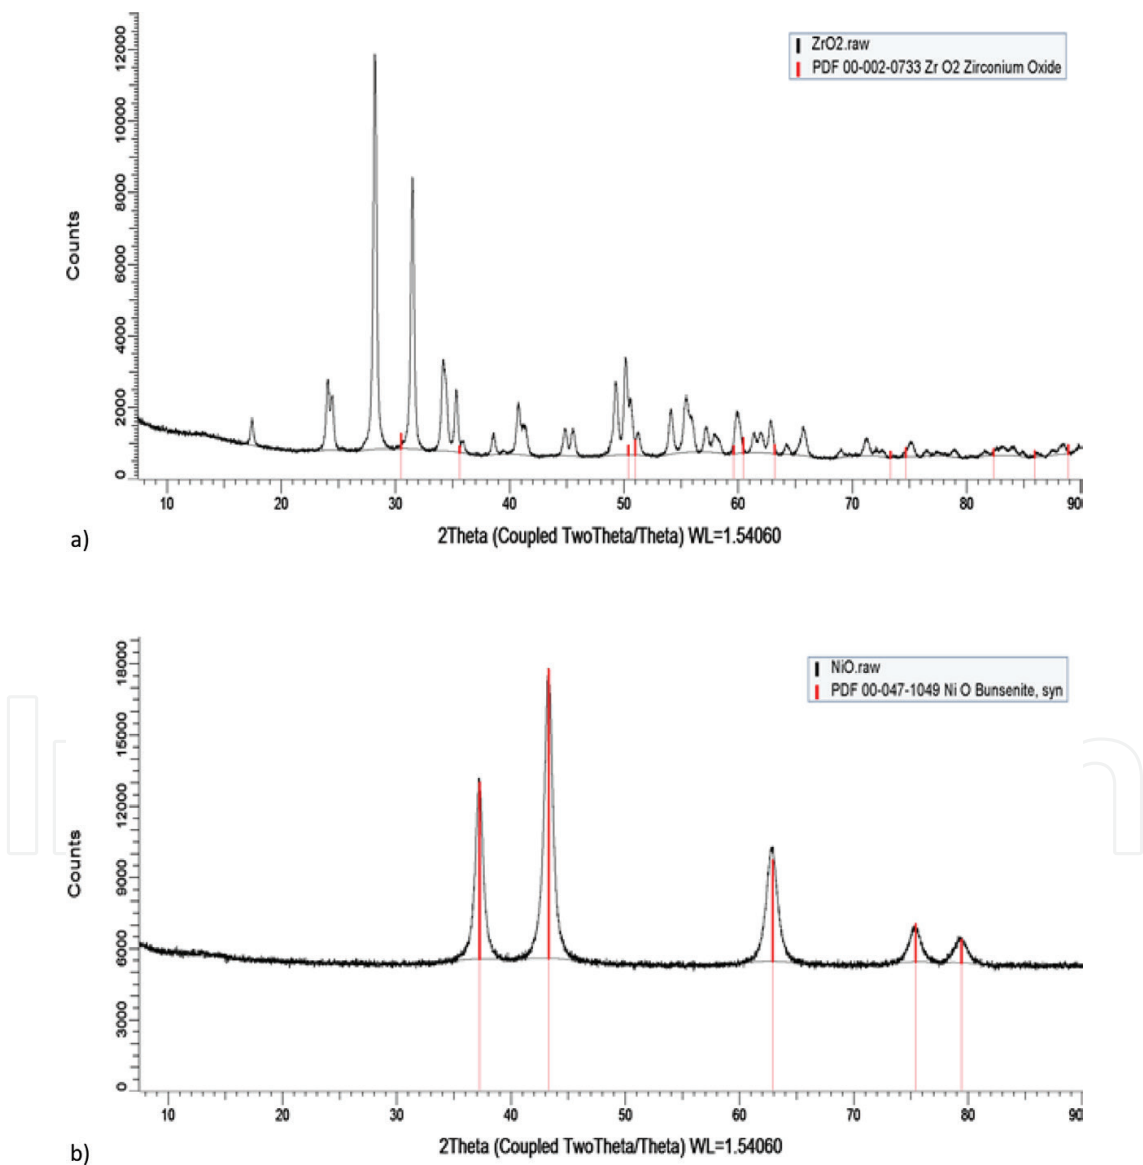 12000
10000
8000
6000
4000
2000
0
Counts
ZrO2.raw
PDF 00-002-0733 Zr O2 Zirconium Oxide
10 20 30 40 50 60 70 80 90
2Theta (Coupled TwoTheta/Theta) WL=1.54060
a)
18000
15000
12000
9000
6000
3000
0
Counts
NiO.raw
PDF 00-047-1049 Ni O Bunsenite, syn
10 20 30 40 50 60 70 80 90
2Theta (Coupled TwoTheta/Theta) WL=1.54060
b)